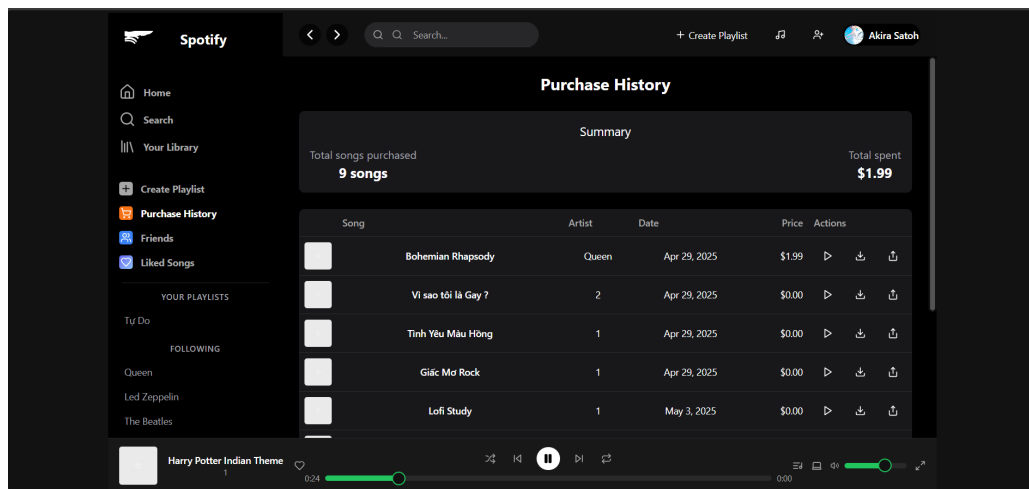 Spotify
Search...
+ Create Playlist
Akira Satoh
Home
Search
Your Library
Create Playlist
Purchase History
Friends
Liked Songs
YOUR PLAYLISTS
Tự Do
FOLLOWING
Queen
Led Zeppelin
The Beatles
Purchase History
Summary
Total songs purchased
9 songs
Total spent
$1.99
Song Artist Date Price Actions
Bohemian Rhapsody Queen Apr 29, 2025 $1.99
Vì sao tôi là Gay ? 2 Apr 29, 2025 $0.00
Tình Yêu Màu Hồng 1 Apr 29, 2025 $0.00
Giấc Mơ Rock 1 Apr 29, 2025 $0.00
Lofi Study 1 May 3, 2025 $0.00
Harry Potter Indian Theme
1
0:24
0:00